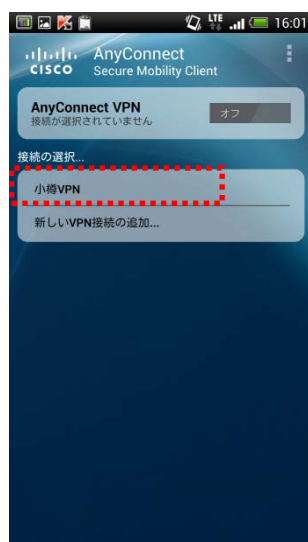 LTE 16:01
CISCO
AnyConnect
Secure Mobility Client
AnyConnect VPN
接続が選択されていません
オフ
接続の選択...
小樽VPN
新しいVPN接続の追加...